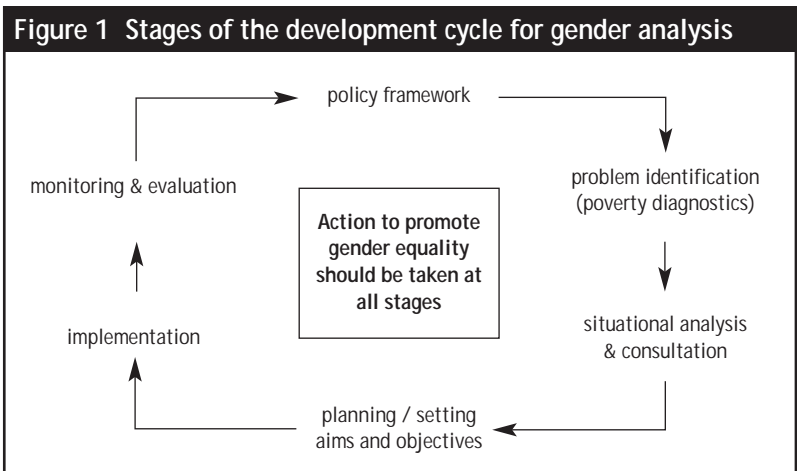 Figure 1 Stages of the development cycle for gender analysis
policy framework
problem identification
(poverty diagnostics)
situational analysis
& consultation
planning / setting
aims and objectives
implementation
monitoring & evaluation
Action to promote
gender equality
should be taken at
all stages